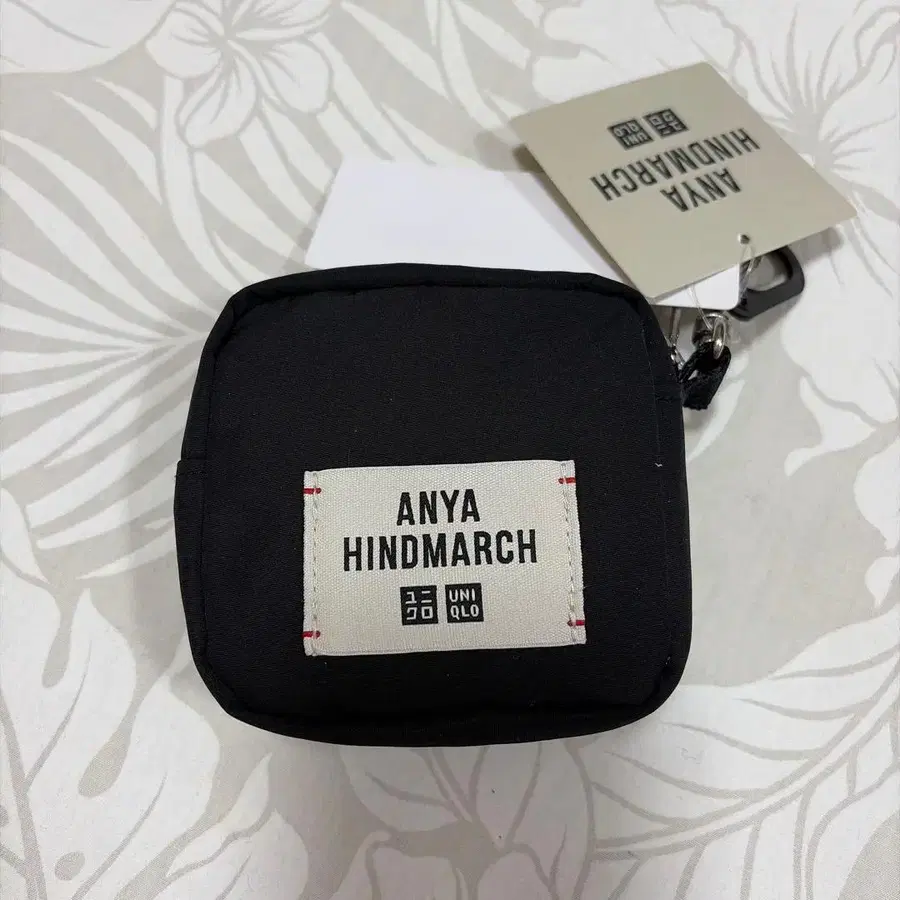 ANYA
HINDMARCH
ユニ
クロ
UNI
QLO
ANYA
HINDMARCH
ユニ
クロ
UNI
QLO